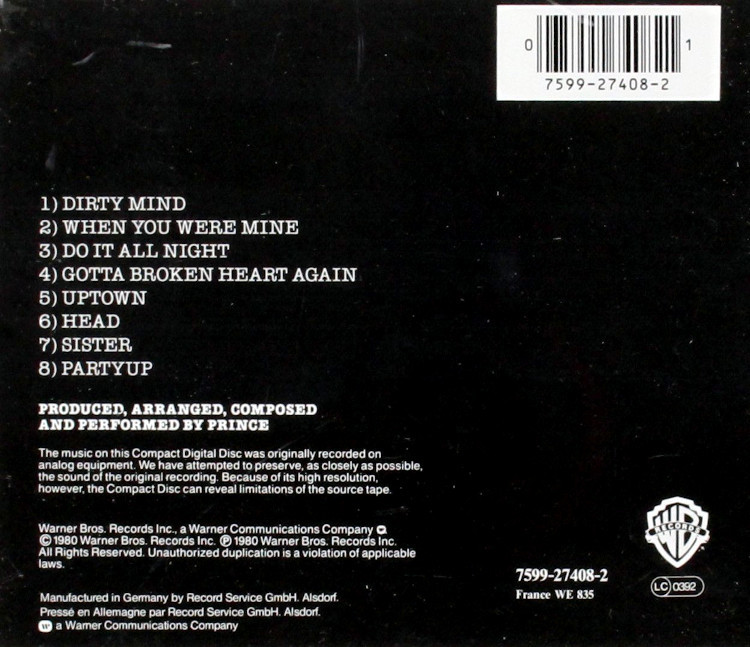 0 1
7599-27408-2
1) DIRTY MIND
2) WHEN YOU WERE MINE
3) DO IT ALL NIGHT
4) GOTTA BROKEN HEART AGAIN
5) UPTOWN
6) HEAD
7) SISTER
8) PARTYUP
PRODUCED, ARRANGED, COMPOSED
AND PERFORMED BY PRINCE
The music on this Compact Digital Disc was originally recorded on
analog equipment. We have attempted to preserve, as closely as possible,
the sound of the original recording. Because of its high resolution,
however, the Compact Disc can reveal limitations of the source tape.
Warner Bros. Records Inc., a Warner Communications Company
© 1980 Warner Bros. Records Inc. ℗ 1980 Warner Bros. Records Inc.
All Rights Reserved. Unauthorized duplication is a violation of applicable
laws.
Manufactured in Germany by Record Service GmbH. Alsdorf.
Pressé en Allemagne par Record Service GmbH. Alsdorf.
w a Warner Communications Company
WB
RECORDS
7599-27408-2
France WE 835
LC 0392